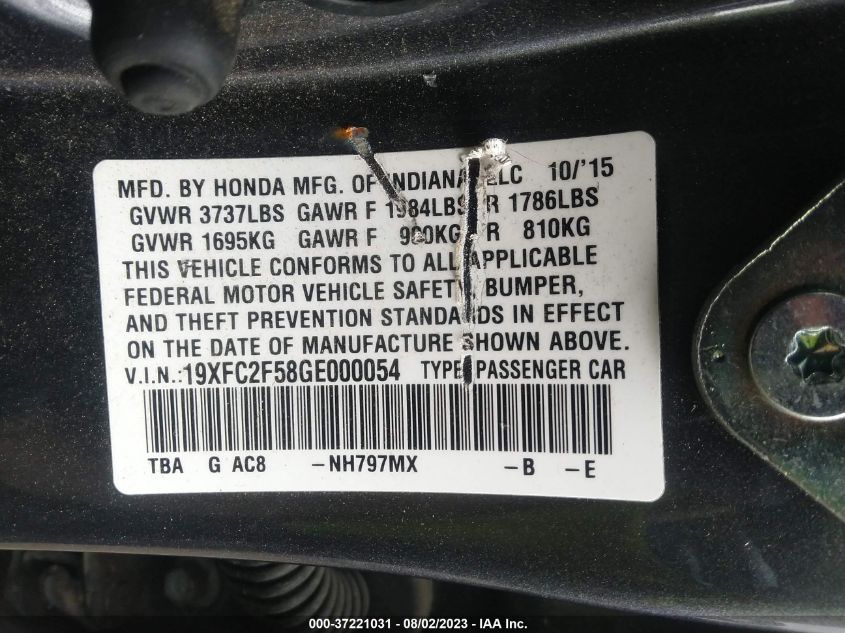 MFD. BY HONDA MFG. OF INDIANA LLC 10/'15
GVWR 3737LBS GAWR F 1984LBS R 1786LBS
GVWR 1695KG GAWR F 900KG R 810KG
THIS VEHICLE CONFORMS TO ALL APPLICABLE
FEDERAL MOTOR VEHICLE SAFETY, BUMPER,
AND THEFT PREVENTION STANDARDS IN EFFECT
ON THE DATE OF MANUFACTURE SHOWN ABOVE.
V.I.N.:19XFC2F58GE000054 TYPE PASSENGER CAR
TBA G AC8 -NH797MX -B -E
000-37221031 - 08/02/2023 - IAA Inc.